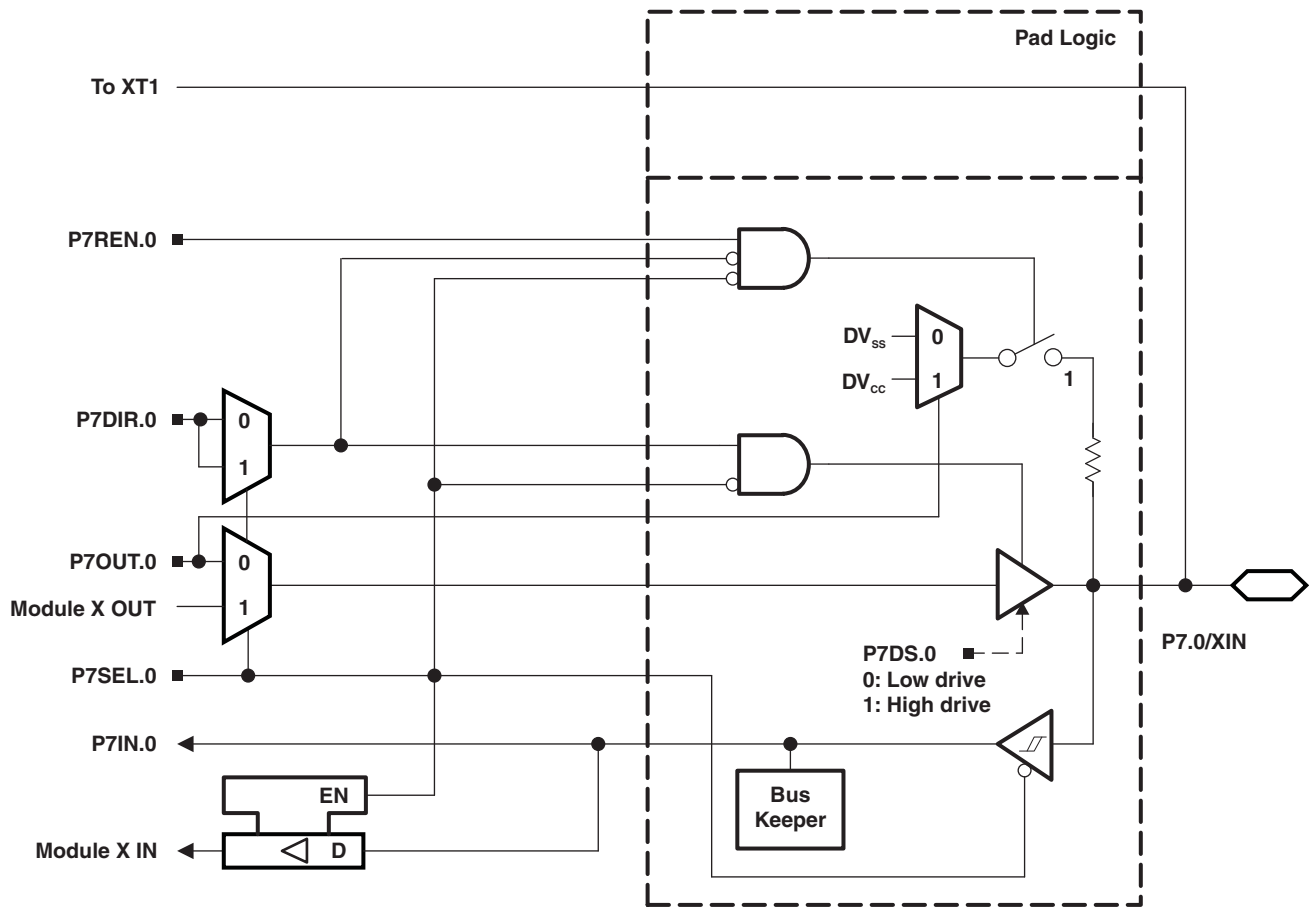 Pad Logic
To XT1
P7REN.0
DVSS
0
DVCC
1
1
P7DIR.0
0
1
P7OUT.0
0
Module X OUT
1
P7DS.0
0: Low drive
1: High drive
P7.0/XIN
P7SEL.0
P7IN.0
EN
Bus
Keeper
Module X IN
D